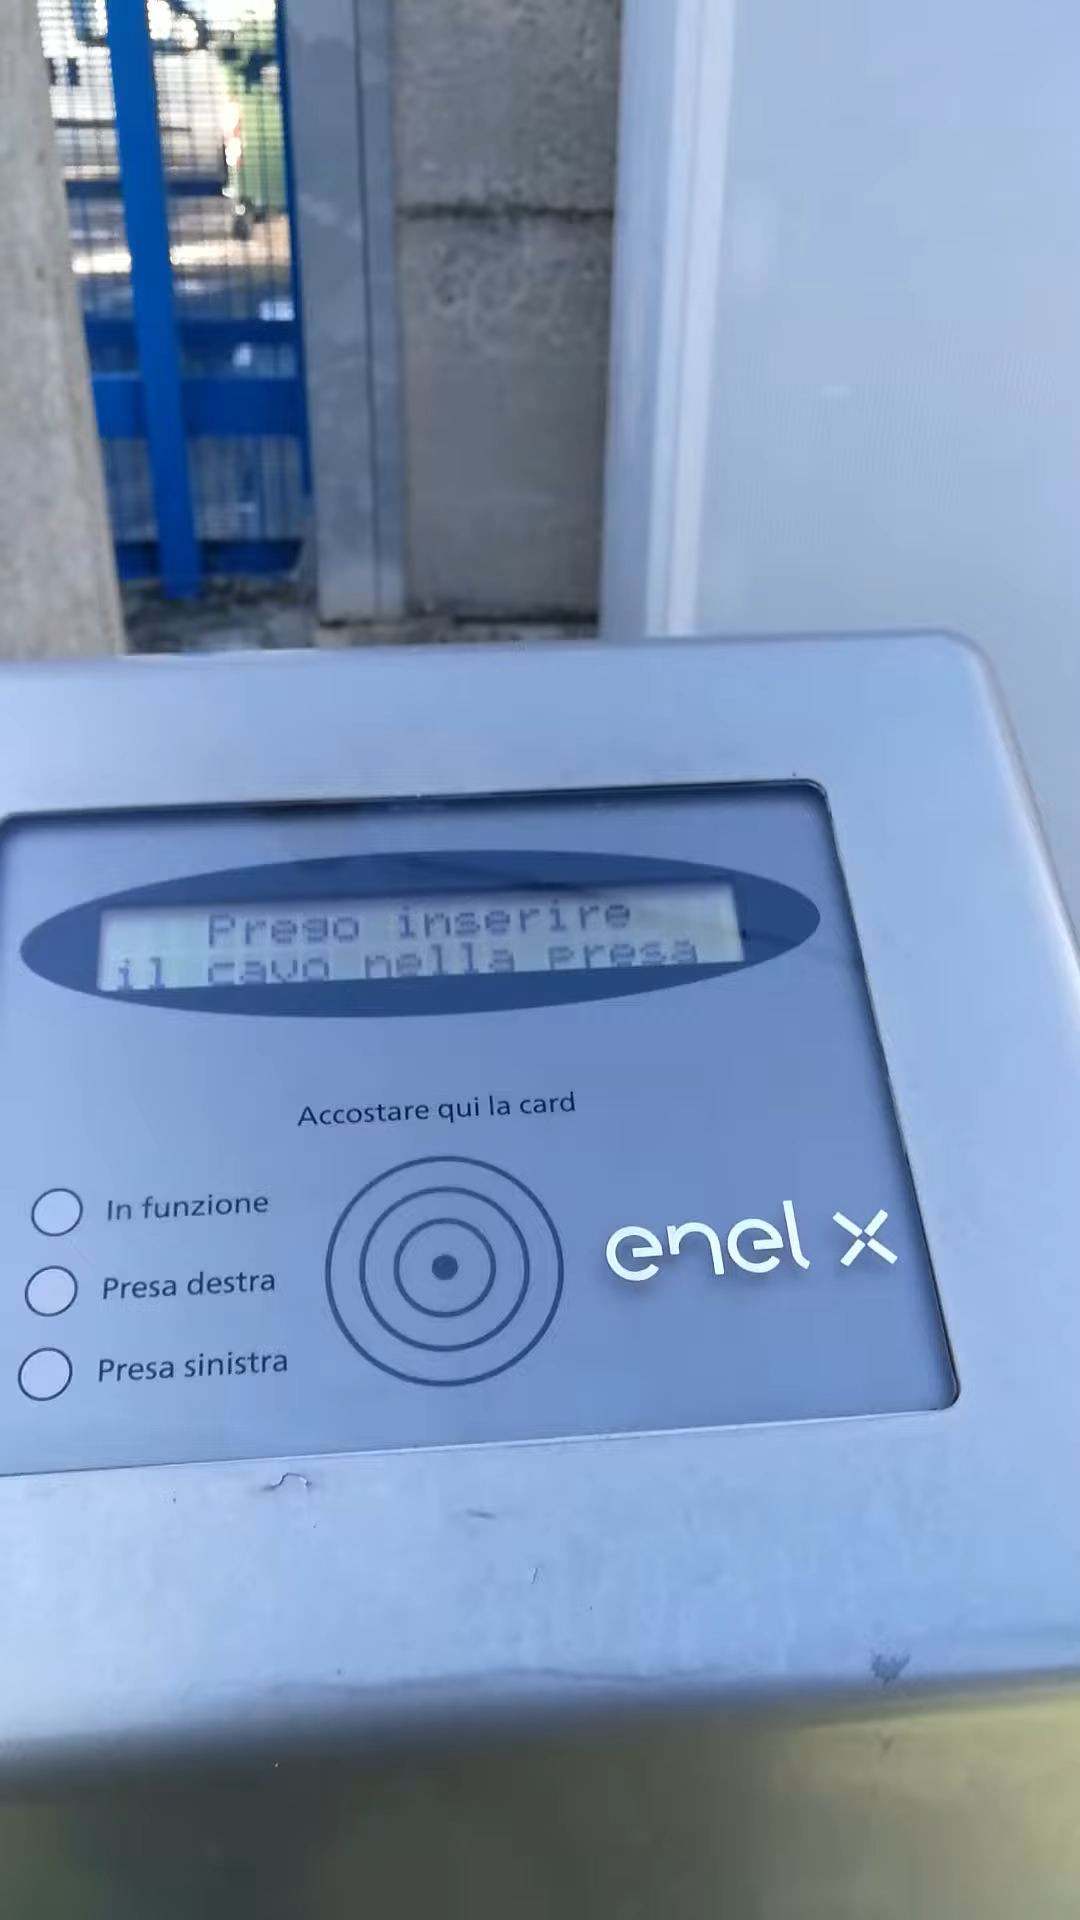 Prego inserire
il cavo nella presa
Accostare qui la card
In funzione
Presa destra
Presa sinistra
enel x